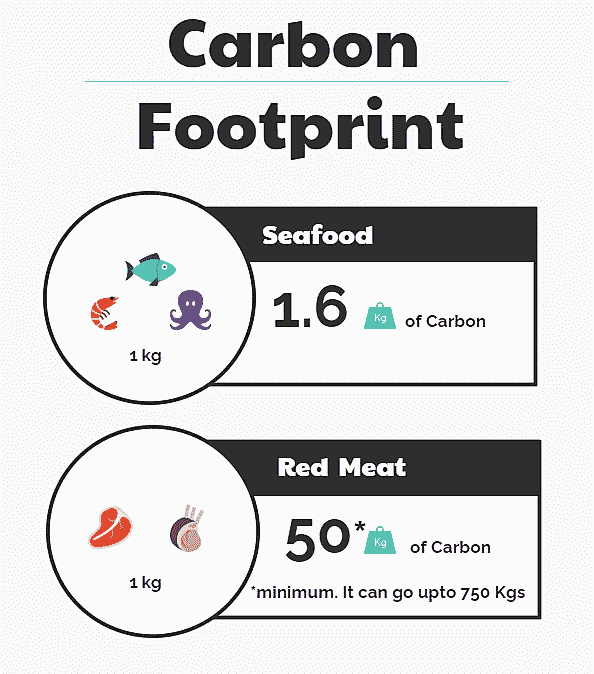 Carbon
Footprint
Seafood
1.6 Kg of Carbon
1 kg
Red Meat
50* Kg of Carbon
1 kg
*minimum. It can go upto 750 Kgs